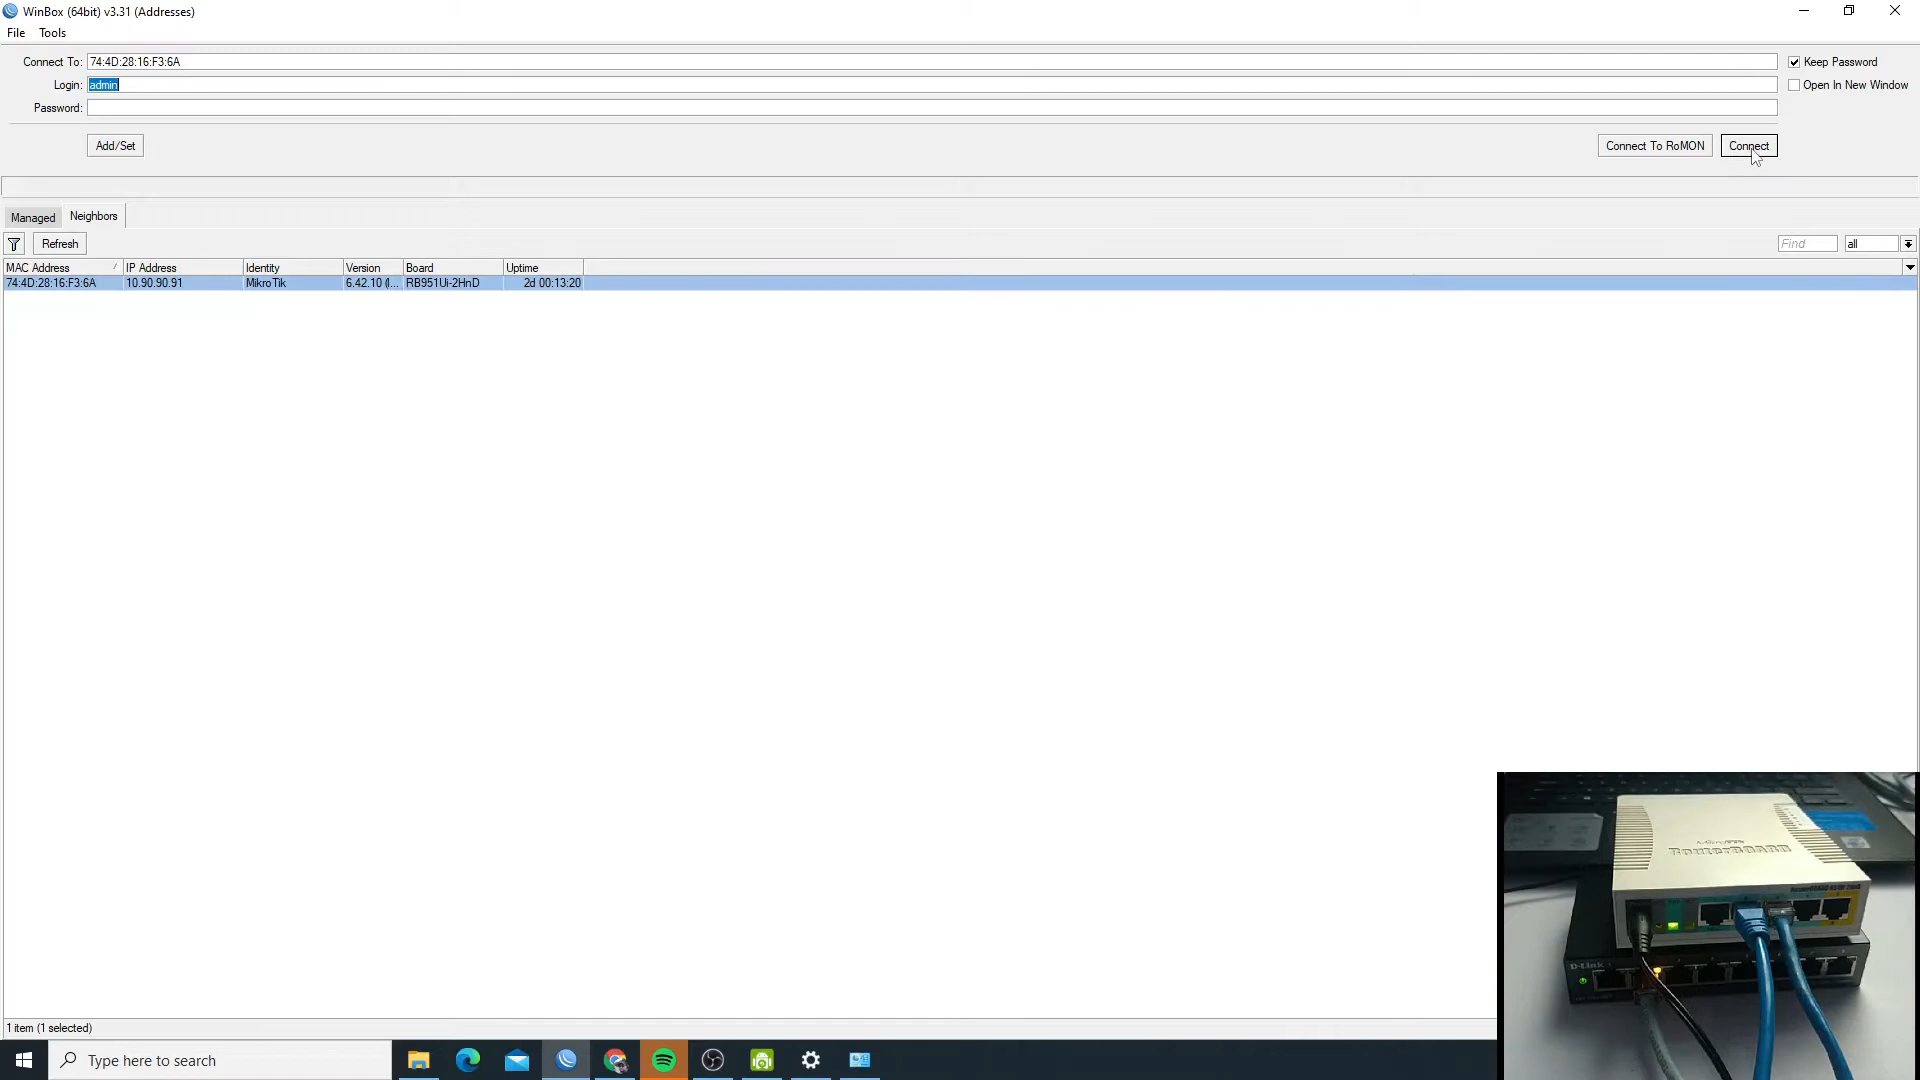 WinBox (64bit) v3.31 (Addresses)
File Tools
Connect To: 74:4D:28:16:F3:6A
Keep Password
Login: admin
Open In New Window
Password:
Add/Set
Connect To RoMON
Connect
Managed
Neighbors
Refresh
Find
all
MAC Address
IP Address
Identity
Version
Board
Uptime
74:4D:28:16:F3:6A
10.90.90.91
MikroTik
6.42.10 (l...
RB951Ui-2HnD
2d 00:13:20
RouterBOARD
D-Link
1 item (1 selected)
Type here to search